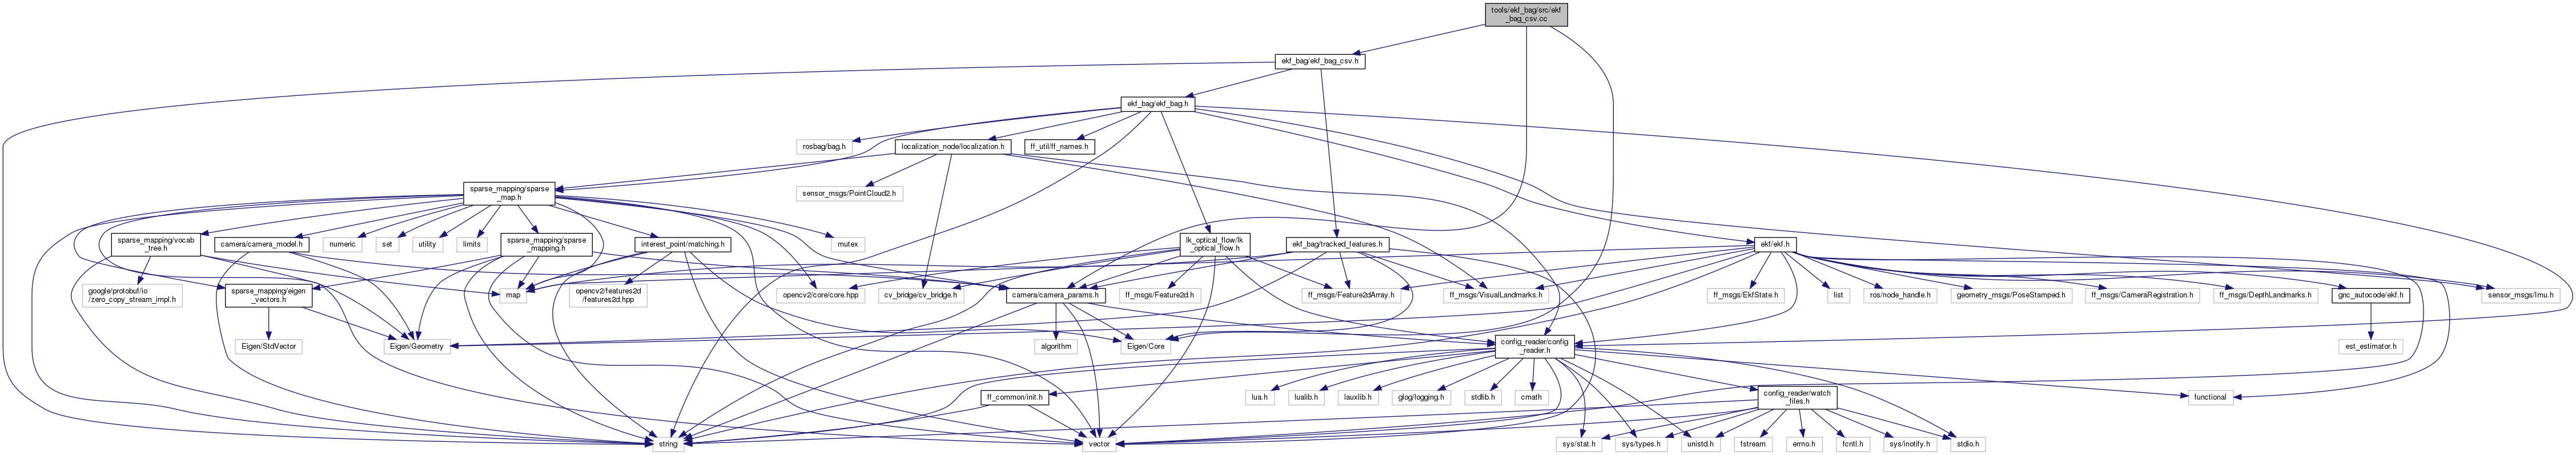 tools/ekf_bag/src/ekf
_bag_csv.cc
ekf_bag/ekf_bag_csv.h
ekf_bag/ekf_bag.h
rosbag/bag.h
localization_node/localization.h
ff_util/ff_names.h
sparse_mapping/sparse
_map.h
sensor_msgs/PointCloud2.h
sparse_mapping/vocab
_tree.h
camera/camera_model.h
numeric
set
utility
limits
sparse_mapping/sparse
_mapping.h
interest_point/matching.h
mutex
lk_optical_flow/lk
_optical_flow.h
ekf_bag/tracked_features.h
ekf/ekf.h
google/protobuf/io
/zero_copy_stream_impl.h
sparse_mapping/eigen
_vectors.h
map
opencv2/features2d
/features2d.hpp
opencv2/core/core.hpp
cv_bridge/cv_bridge.h
camera/camera_params.h
ff_msgs/Feature2d.h
ff_msgs/Feature2dArray.h
ff_msgs/VisualLandmarks.h
ff_msgs/EkfState.h
list
ros/node_handle.h
geometry_msgs/PoseStamped.h
ff_msgs/CameraRegistration.h
ff_msgs/DepthLandmarks.h
gnc_autocode/ekf.h
sensor_msgs/Imu.h
Eigen/StdVector
Eigen/Geometry
algorithm
Eigen/Core
config_reader/config
_reader.h
est_estimator.h
ff_common/init.h
lua.h
lualib.h
lauxlib.h
glog/logging.h
stdlib.h
cmath
config_reader/watch
_files.h
functional
string
vector
sys/stat.h
sys/types.h
unistd.h
fstream
errno.h
fcntl.h
sys/inotify.h
stdio.h